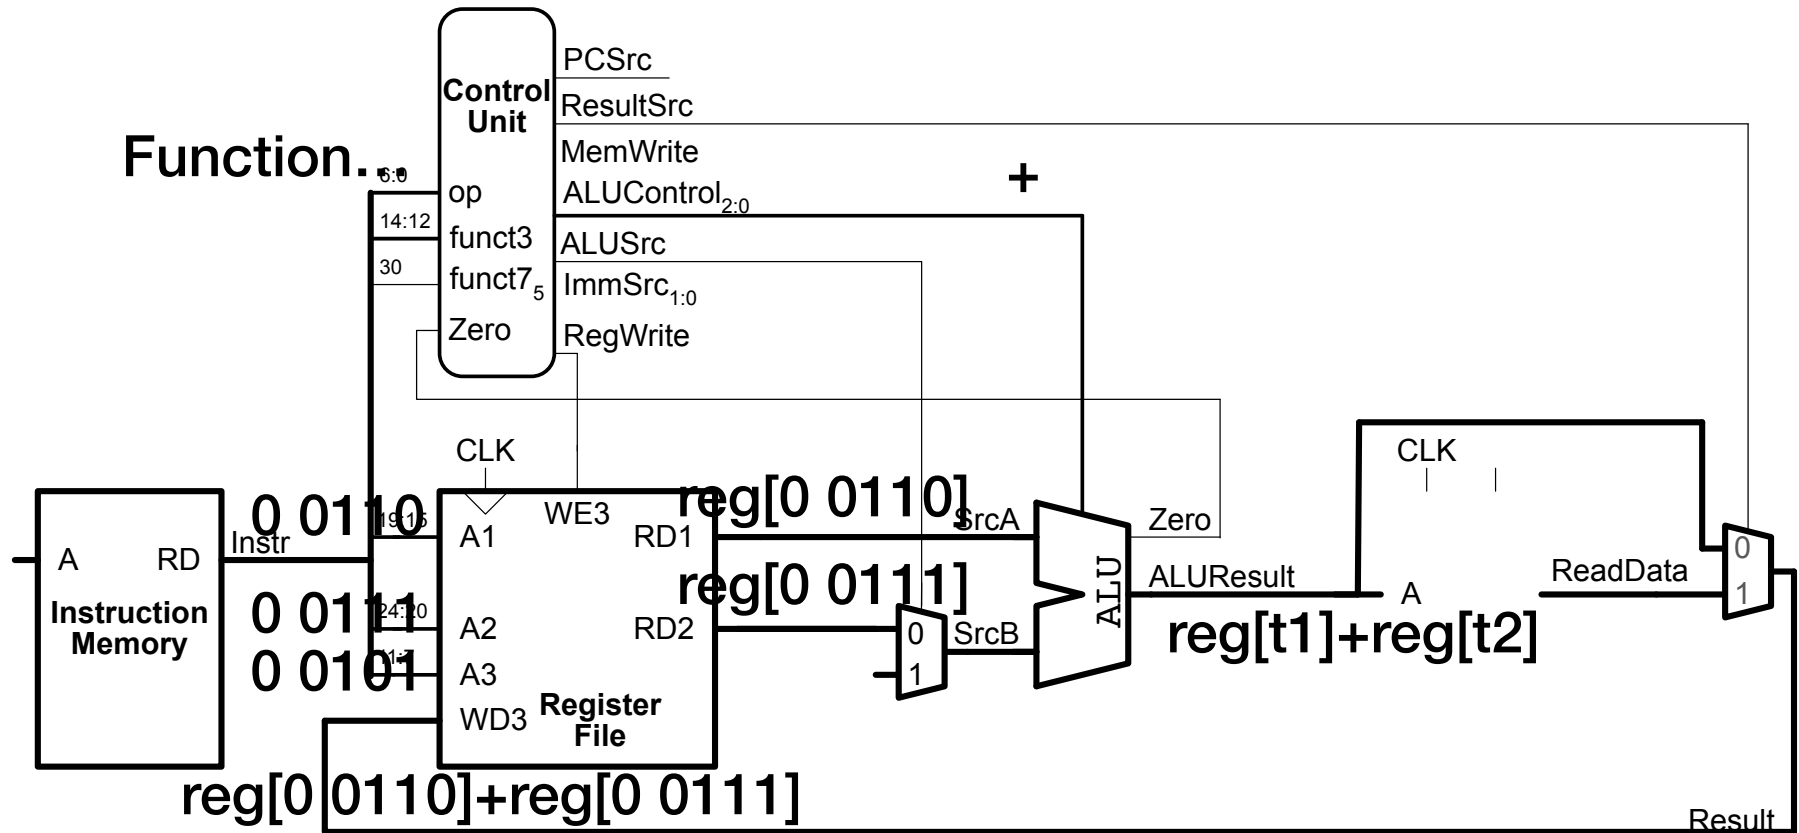 PCSrc
Control
Unit
ResultSrc
MemWrite
Function...
+
6:0
op
ALUControl2:0
14:12
funct3
ALUSrc
30
funct75
ImmSrc1:0
Zero
RegWrite
CLK
CLK
0 0110
19:15
A1
WE3
reg[0 0110]
RD1
SrcA
Zero
A
RD
Instr
0
Instruction
Memory
0 0111
24:20
A2
reg[0 0111]
RD2
0
SrcB
1
ALU
ALUResult
A
ReadData
1
reg[t1]+reg[t2]
0 0101
11:7
A3
WD3
Register
File
reg[0 0110]+reg[0 0111]
Result